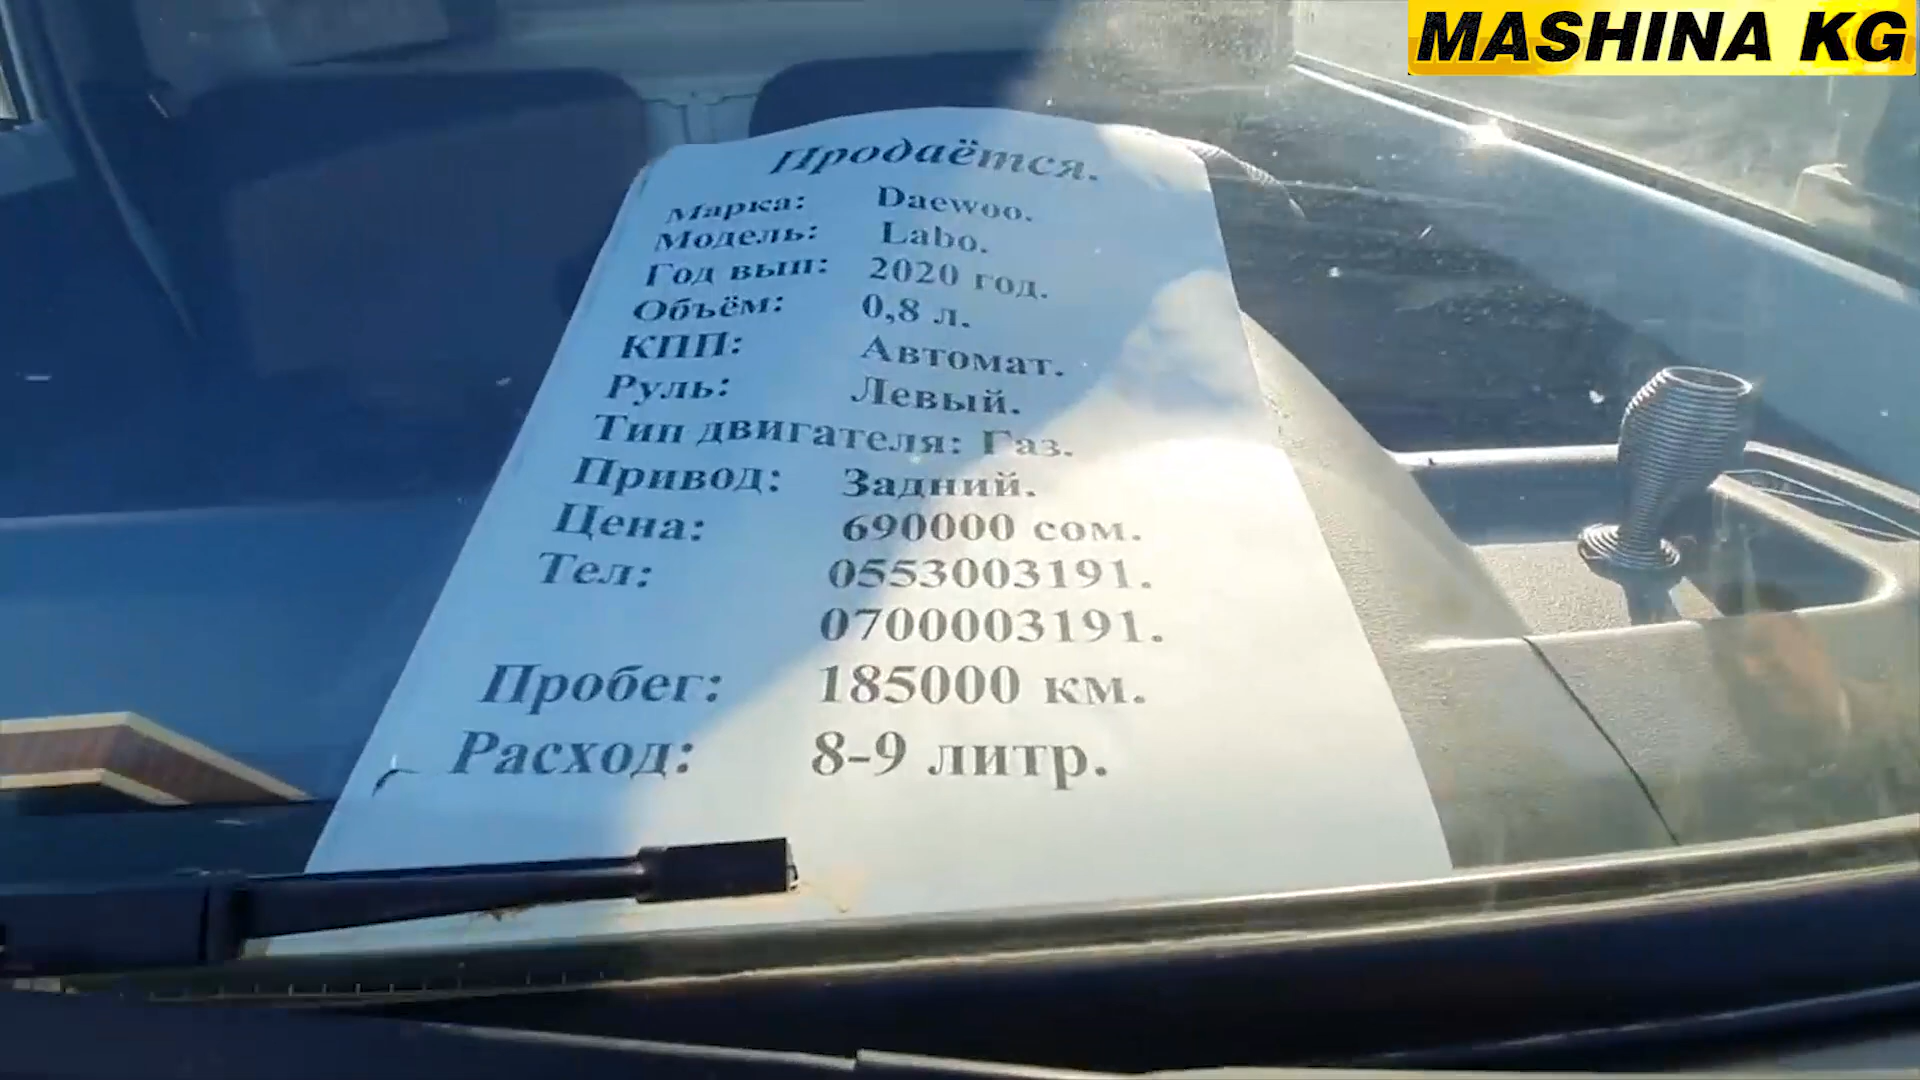 MASHINA KG
Продаётся.
Марка: Daewoo.
Модель: Labo.
Год вып: 2020 год.
Объём: 0,8 л.
КПП: Автомат.
Руль: Левый.
Тип двигателя: Газ.
Привод: Задний.
Цена: 690000 сом.
Тел: 0553003191.
0700003191.
Пробег: 185000 км.
Расход: 8-9 литр.